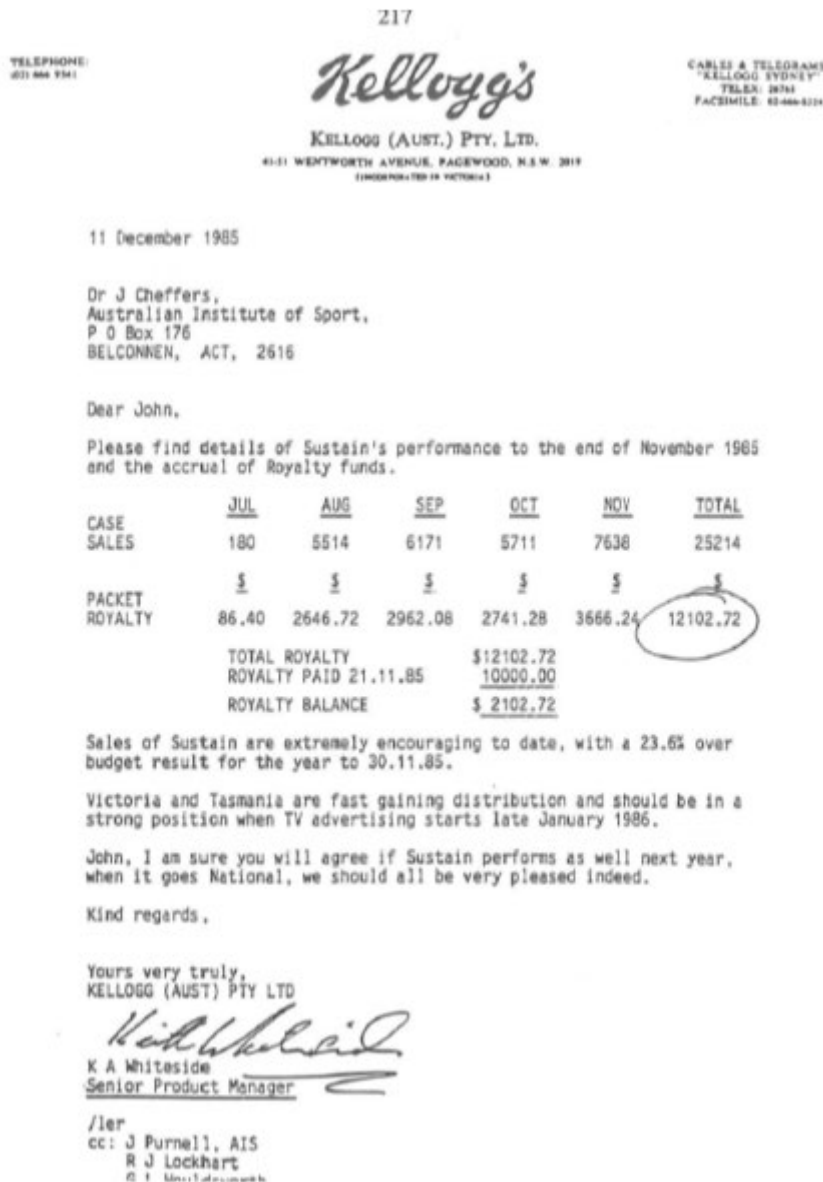 217
TELEPHONE:
(02) 666 9341
Kellogg's
CABLES & TELEGRAMS
"KELLOGG SYDNEY"
TELEX:
FACSIMILE:
KELLOGG (AUST.) PTY. LTD.
41-51 WENTWORTH AVENUE, PAGEWOOD, N.S.W. 2019
(INCORPORATED IN VICTORIA)
11 December 1985
Dr J Cheffers,
Australian Institute of Sport,
P O Box 176
BELCONNEN, ACT, 2616
Dear John,
Please find details of Sustain's performance to the end of November 1985
and the accrual of Royalty funds.
JUL AUG SEP OCT NOV TOTAL
CASE
SALES 180 5514 6171 5711 7638 25214
$ $ $ $ $ $
PACKET
ROYALTY 86.40 2646.72 2962.08 2741.28 3666.24 12102.72
TOTAL ROYALTY $12102.72
ROYALTY PAID 21.11.85 10000.00
ROYALTY BALANCE $ 2102.72
Sales of Sustain are extremely encouraging to date, with a 23.6% over
budget result for the year to 30.11.85.
Victoria and Tasmania are fast gaining distribution and should be in a
strong position when TV advertising starts late January 1986.
John, I am sure you will agree if Sustain performs as well next year,
when it goes National, we should all be very pleased indeed.
Kind regards,
Yours very truly,
KELLOGG (AUST) PTY LTD
K A Whiteside
Senior Product Manager
/ler
cc: J Purnell, AIS
R J Lockhart